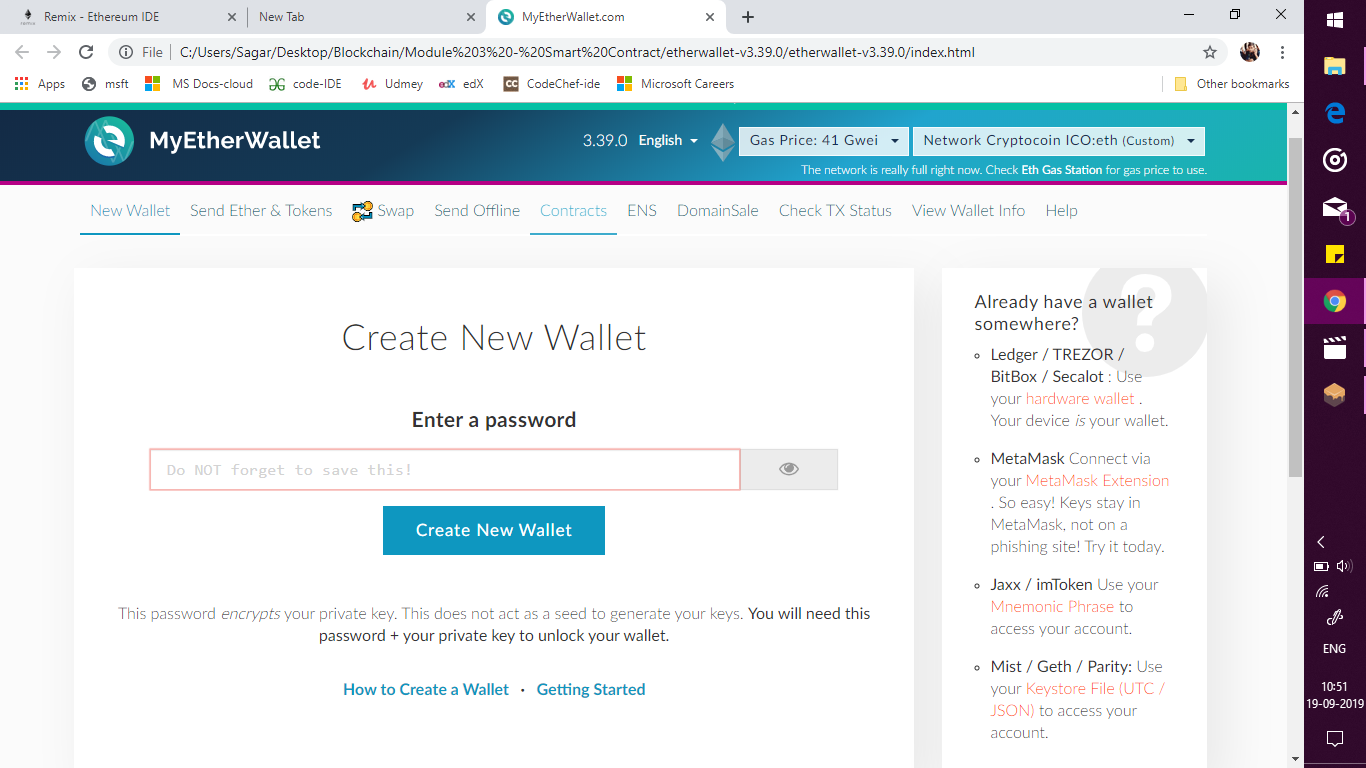 Remix - Ethereum IDE
New Tab
MyEtherWallet.com
File
C:/Users/Sagar/Desktop/Blockchain/Module%203%20-%20Smart%20Contract/etherwallet-v3.39.0/etherwallet-v3.39.0/index.html
Apps
msft
MS Docs-cloud
code-IDE
Udmey
edX
CC
CodeChef-ide
Microsoft Careers
Other bookmarks
MyEtherWallet
3.39.0
English
Gas Price: 41 Gwei
Network Cryptocoin ICO:eth (Custom)
The network is really full right now. Check Eth Gas Station for gas price to use.
New Wallet
Send Ether & Tokens
Swap
Send Offline
Contracts
ENS
DomainSale
Check TX Status
View Wallet Info
Help
Create New Wallet
Enter a password
Do NOT forget to save this!
Create New Wallet
This password encrypts your private key. This does not act as a seed to generate your keys. You will need this
password + your private key to unlock your wallet.
How to Create a Wallet · Getting Started
Already have a wallet
somewhere?
Ledger / TREZOR /
BitBox / Secalot : Use
your hardware wallet .
Your device is your wallet.
MetaMask Connect via
your MetaMask Extension
. So easy! Keys stay in
MetaMask, not on a
phishing site! Try it today.
Jaxx / imToken Use your
Mnemonic Phrase to
access your account.
Mist / Geth / Parity: Use
your Keystore File (UTC /
JSON) to access your
account.
?
1
ENG
10:51
19-09-2019